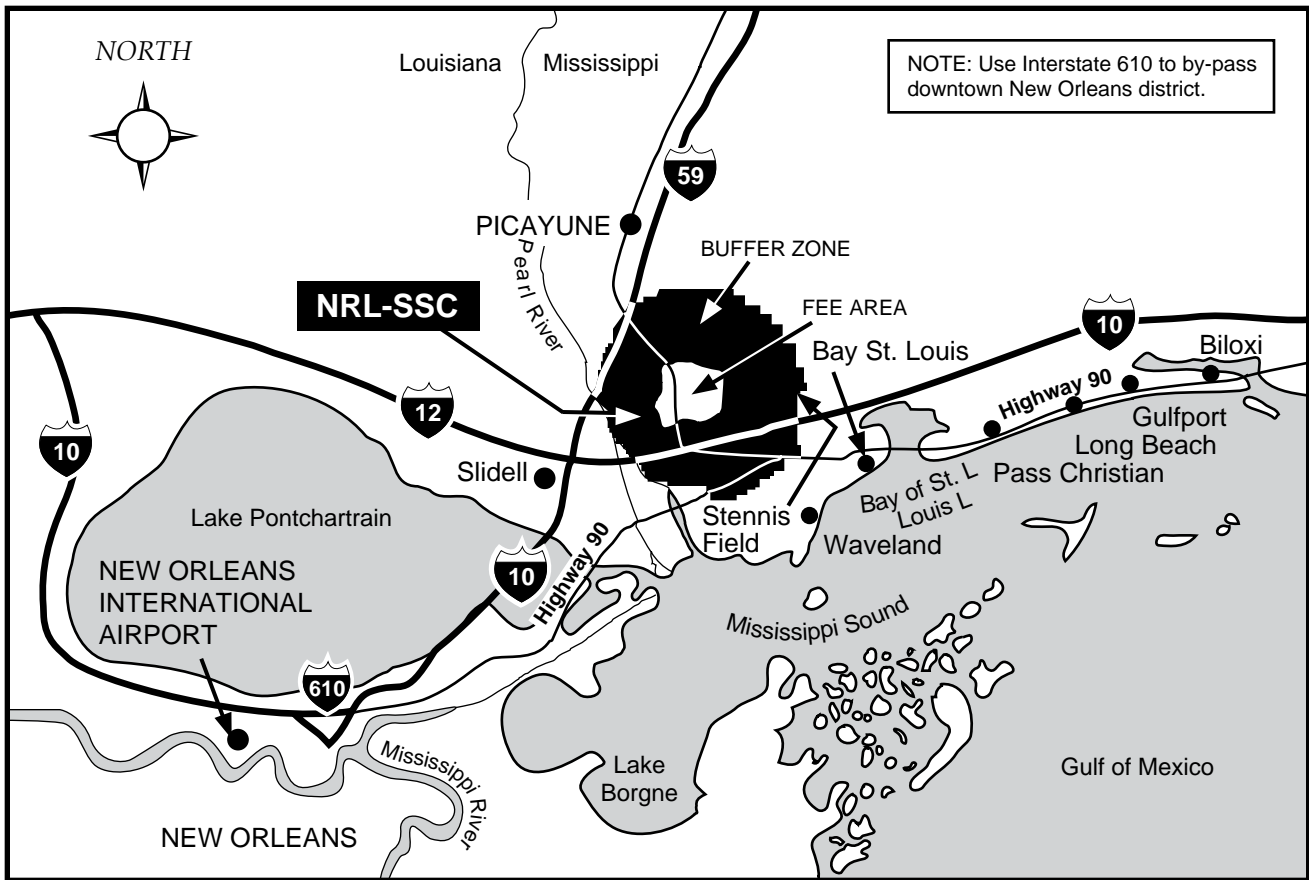 NORTH
Louisiana
Mississippi
NOTE: Use Interstate 610 to by-pass
downtown New Orleans district.
59
PICAYUNE
Pearl River
BUFFER ZONE
NRL-SSC
FEE AREA
10
Bay St. Louis
Biloxi
Highway 90
12
Gulfport
10
Long Beach
Slidell
Pass Christian
Bay of St. L
Louis L
Lake Pontchartrain
Stennis
Field
Waveland
10
Highway 90
NEW ORLEANS
INTERNATIONAL
AIRPORT
Mississippi Sound
610
Mississippi River
Lake
Borgne
Gulf of Mexico
NEW ORLEANS